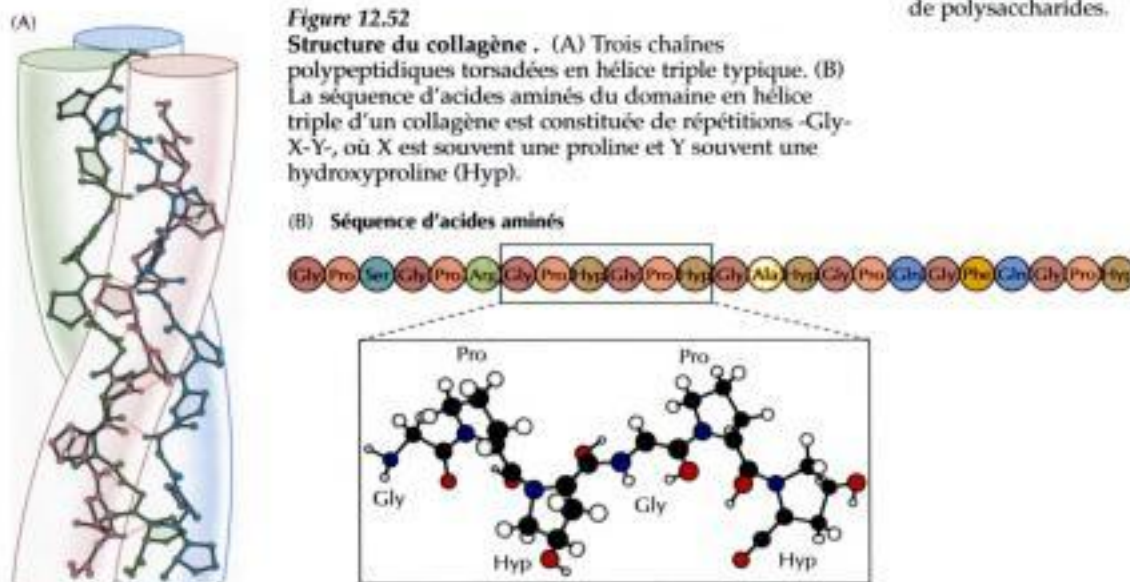 (A)
Figure 12.52
Structure du collagène . (A) Trois chaînes
polypeptidiques torsadées en hélice triple typique. (B)
La séquence d'acides aminés du domaine en hélice
triple d'un collagène est constituée de répétitions -Gly-
X-Y-, où X est souvent une proline et Y souvent une
hydroxyproline (Hyp).
de polysaccharides.
(B) Séquence d'acides aminés
Gly Pro Ser Gly Pro Arg Gly Pro Hyp Gly Pro Hyp Gly Ala Hyp Gly Pro Gln Gly Phe Gln Gly Pro Hyp
Pro Pro
Gly Gly
Hyp Hyp